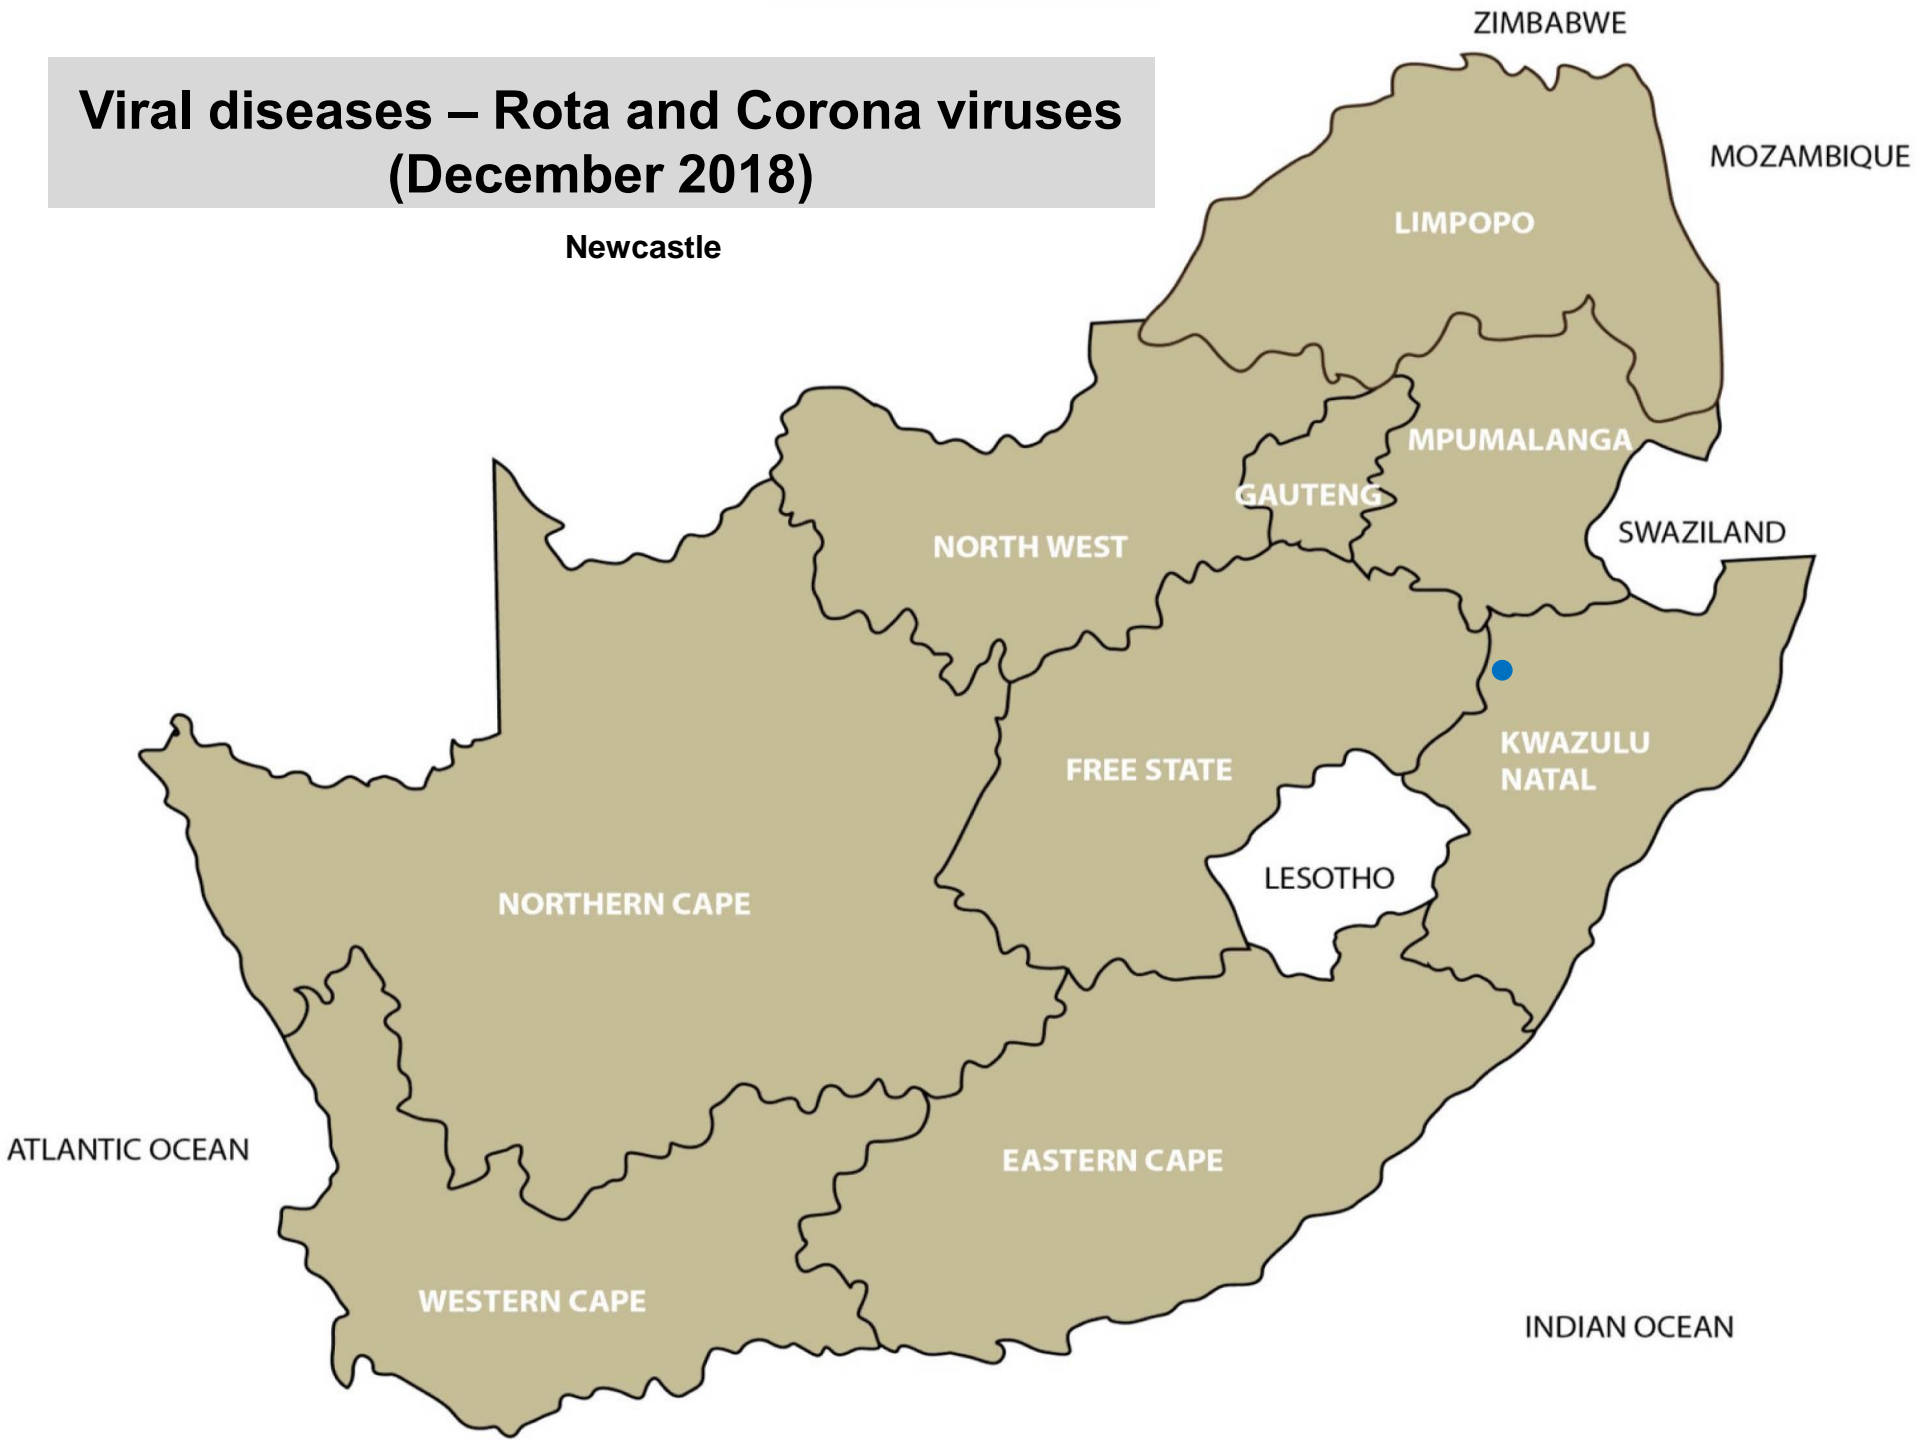 ZIMBABWE
Viral diseases – Rota and Corona viruses
(December 2018)
MOZAMBIQUE
LIMPOPO
Newcastle
MPUMALANGA
GAUTENG
SWAZILAND
NORTH WEST
KWAZULU
NATAL
FREE STATE
LESOTHO
NORTHERN CAPE
ATLANTIC OCEAN
EASTERN CAPE
WESTERN CAPE
INDIAN OCEAN